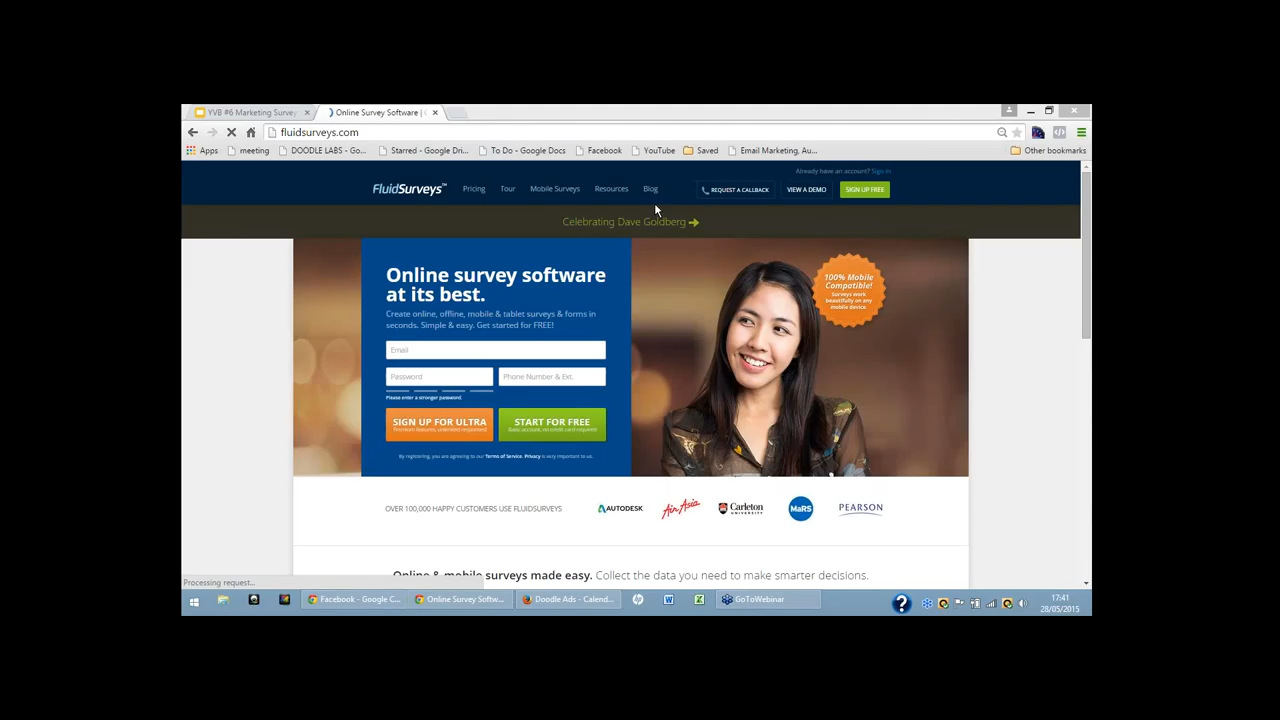 YVB #6 Marketing Survey
Online Survey Software |
fluidsurveys.com
Apps
meeting
DOODLE LABS - Go...
Starred - Google Dri...
To Do - Google Docs
Facebook
YouTube
Saved
Email Marketing, Au...
Other bookmarks
Already have an account? Sign in
FluidSurveys™
Pricing
Tour
Mobile Surveys
Resources
Blog
REQUEST A CALLBACK
VIEW A DEMO
SIGN UP FREE
Celebrating Dave Goldberg
Online survey software
at its best.
Create online, offline, mobile & tablet surveys & forms in
seconds. Simple & easy. Get started for FREE!
Email
Password
Phone Number & Ext.
Please enter a stronger password.
SIGN UP FOR ULTRA
Premium features, unlimited responses!
START FOR FREE
Basic account, no credit card required!
By registering, you are agreeing to our Terms of Service. Privacy is very important to us.
100% Mobile
Compatible!
Surveys work
beautifully on any
mobile device.
OVER 100,000 HAPPY CUSTOMERS USE FLUIDSURVEYS
AUTODESK
AirAsia
Carleton
UNIVERSITY
MaRS
PEARSON
Online & mobile surveys made easy. Collect the data you need to make smarter decisions.
Processing request...
Facebook - Google C...
Online Survey Softw...
Doodle Ads - Calend...
GoToWebinar
17:41
28/05/2015